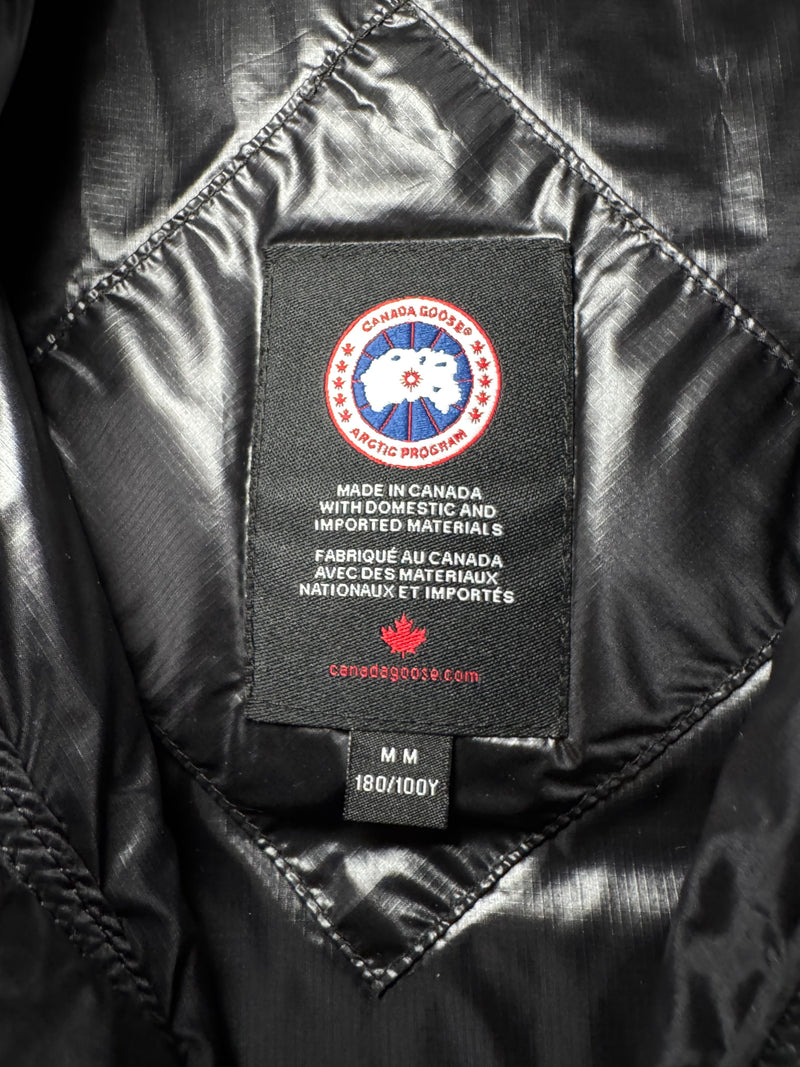 CANADA GOOSE®
ARCTIC PROGRAM
MADE IN CANADA
WITH DOMESTIC AND
IMPORTED MATERIALS
FABRIQUÉ AU CANADA
AVEC DES MATERIAUX
NATIONAUX ET IMPORTÉS
canadagoose.com
M M
180/100Y